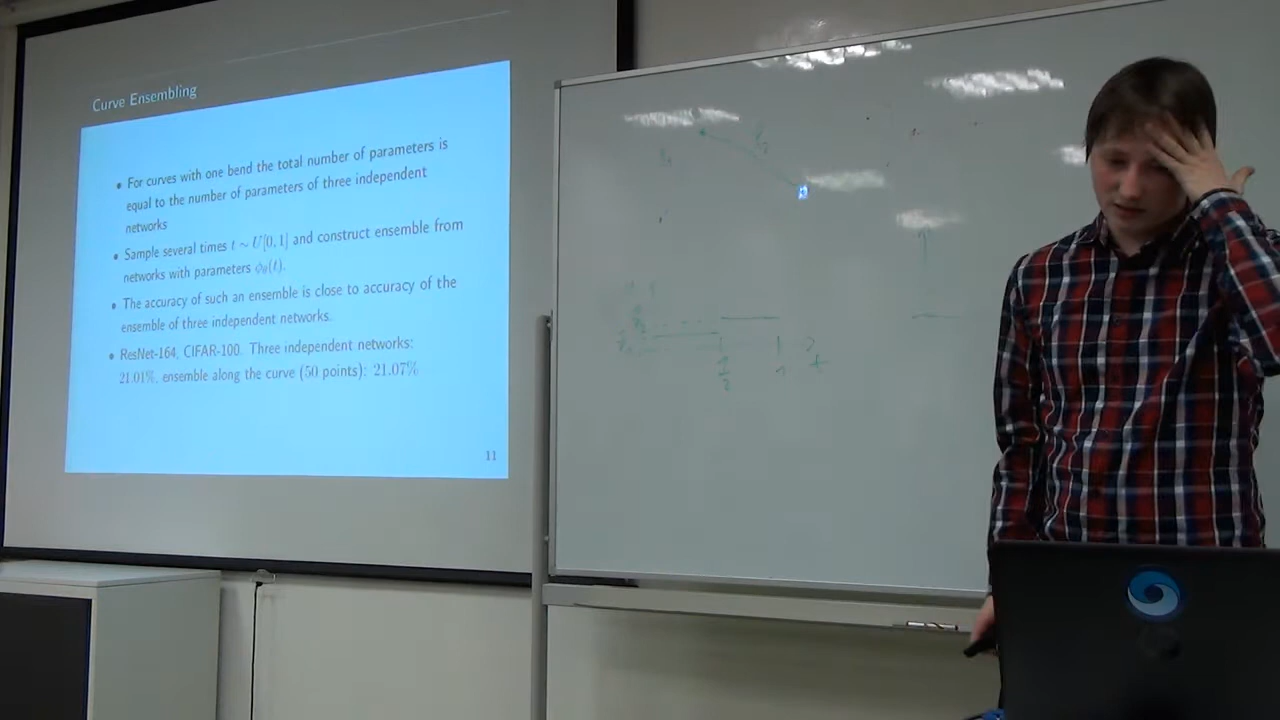 Curve Ensembling
• For curves with one bend the total number of parameters is
equal to the number of parameters of three independent
networks
• Sample several times t ~ U[0, 1] and construct ensemble from
networks with parameters ϕθ(t).
• The accuracy of such an ensemble is close to accuracy of the
ensemble of three independent networks.
• ResNet-164, CIFAR-100. Three independent networks:
21.01%, ensemble along the curve (50 points): 21.07%
11
1/2
1
t